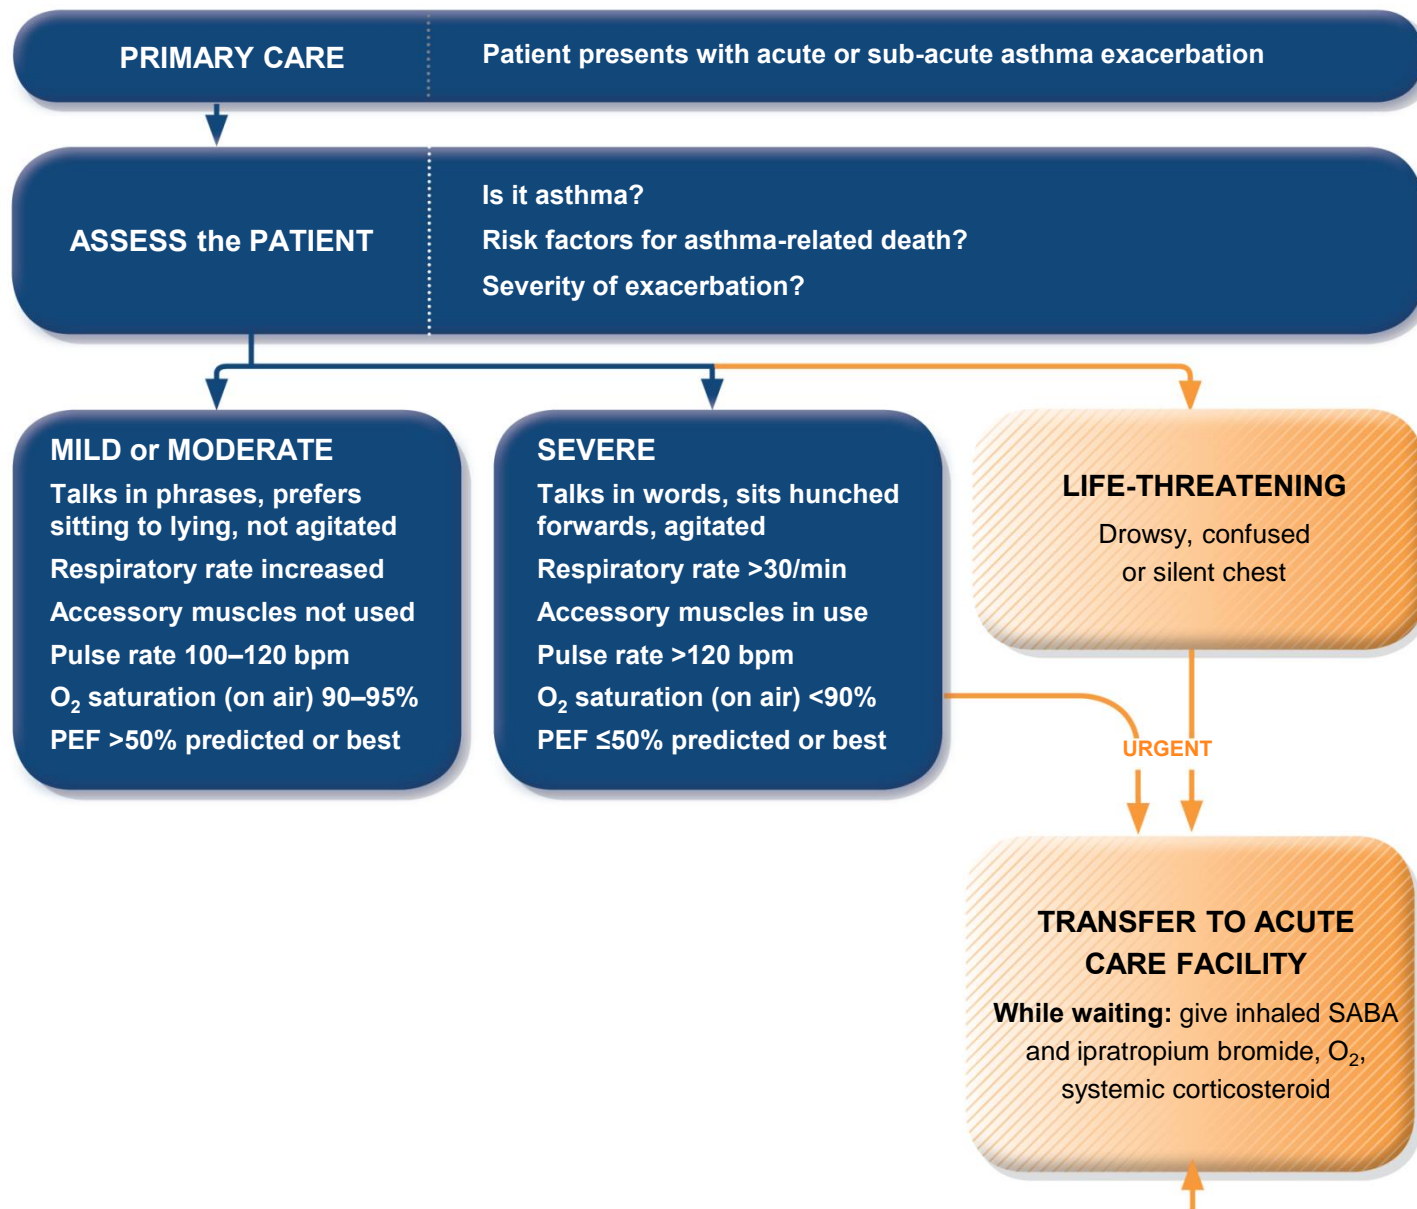 PRIMARY CARE
Patient presents with acute or sub-acute asthma exacerbation
ASSESS the PATIENT
Is it asthma?
Risk factors for asthma-related death?
Severity of exacerbation?
MILD or MODERATE
Talks in phrases, prefers
sitting to lying, not agitated
Respiratory rate increased
Accessory muscles not used
Pulse rate 100–120 bpm
O₂ saturation (on air) 90–95%
PEF >50% predicted or best
SEVERE
Talks in words, sits hunched
forwards, agitated
Respiratory rate >30/min
Accessory muscles in use
Pulse rate >120 bpm
O₂ saturation (on air) <90%
PEF ≤50% predicted or best
LIFE-THREATENING
Drowsy, confused
or silent chest
URGENT
TRANSFER TO ACUTE
CARE FACILITY
While waiting: give inhaled SABA
and ipratropium bromide, O₂,
systemic corticosteroid